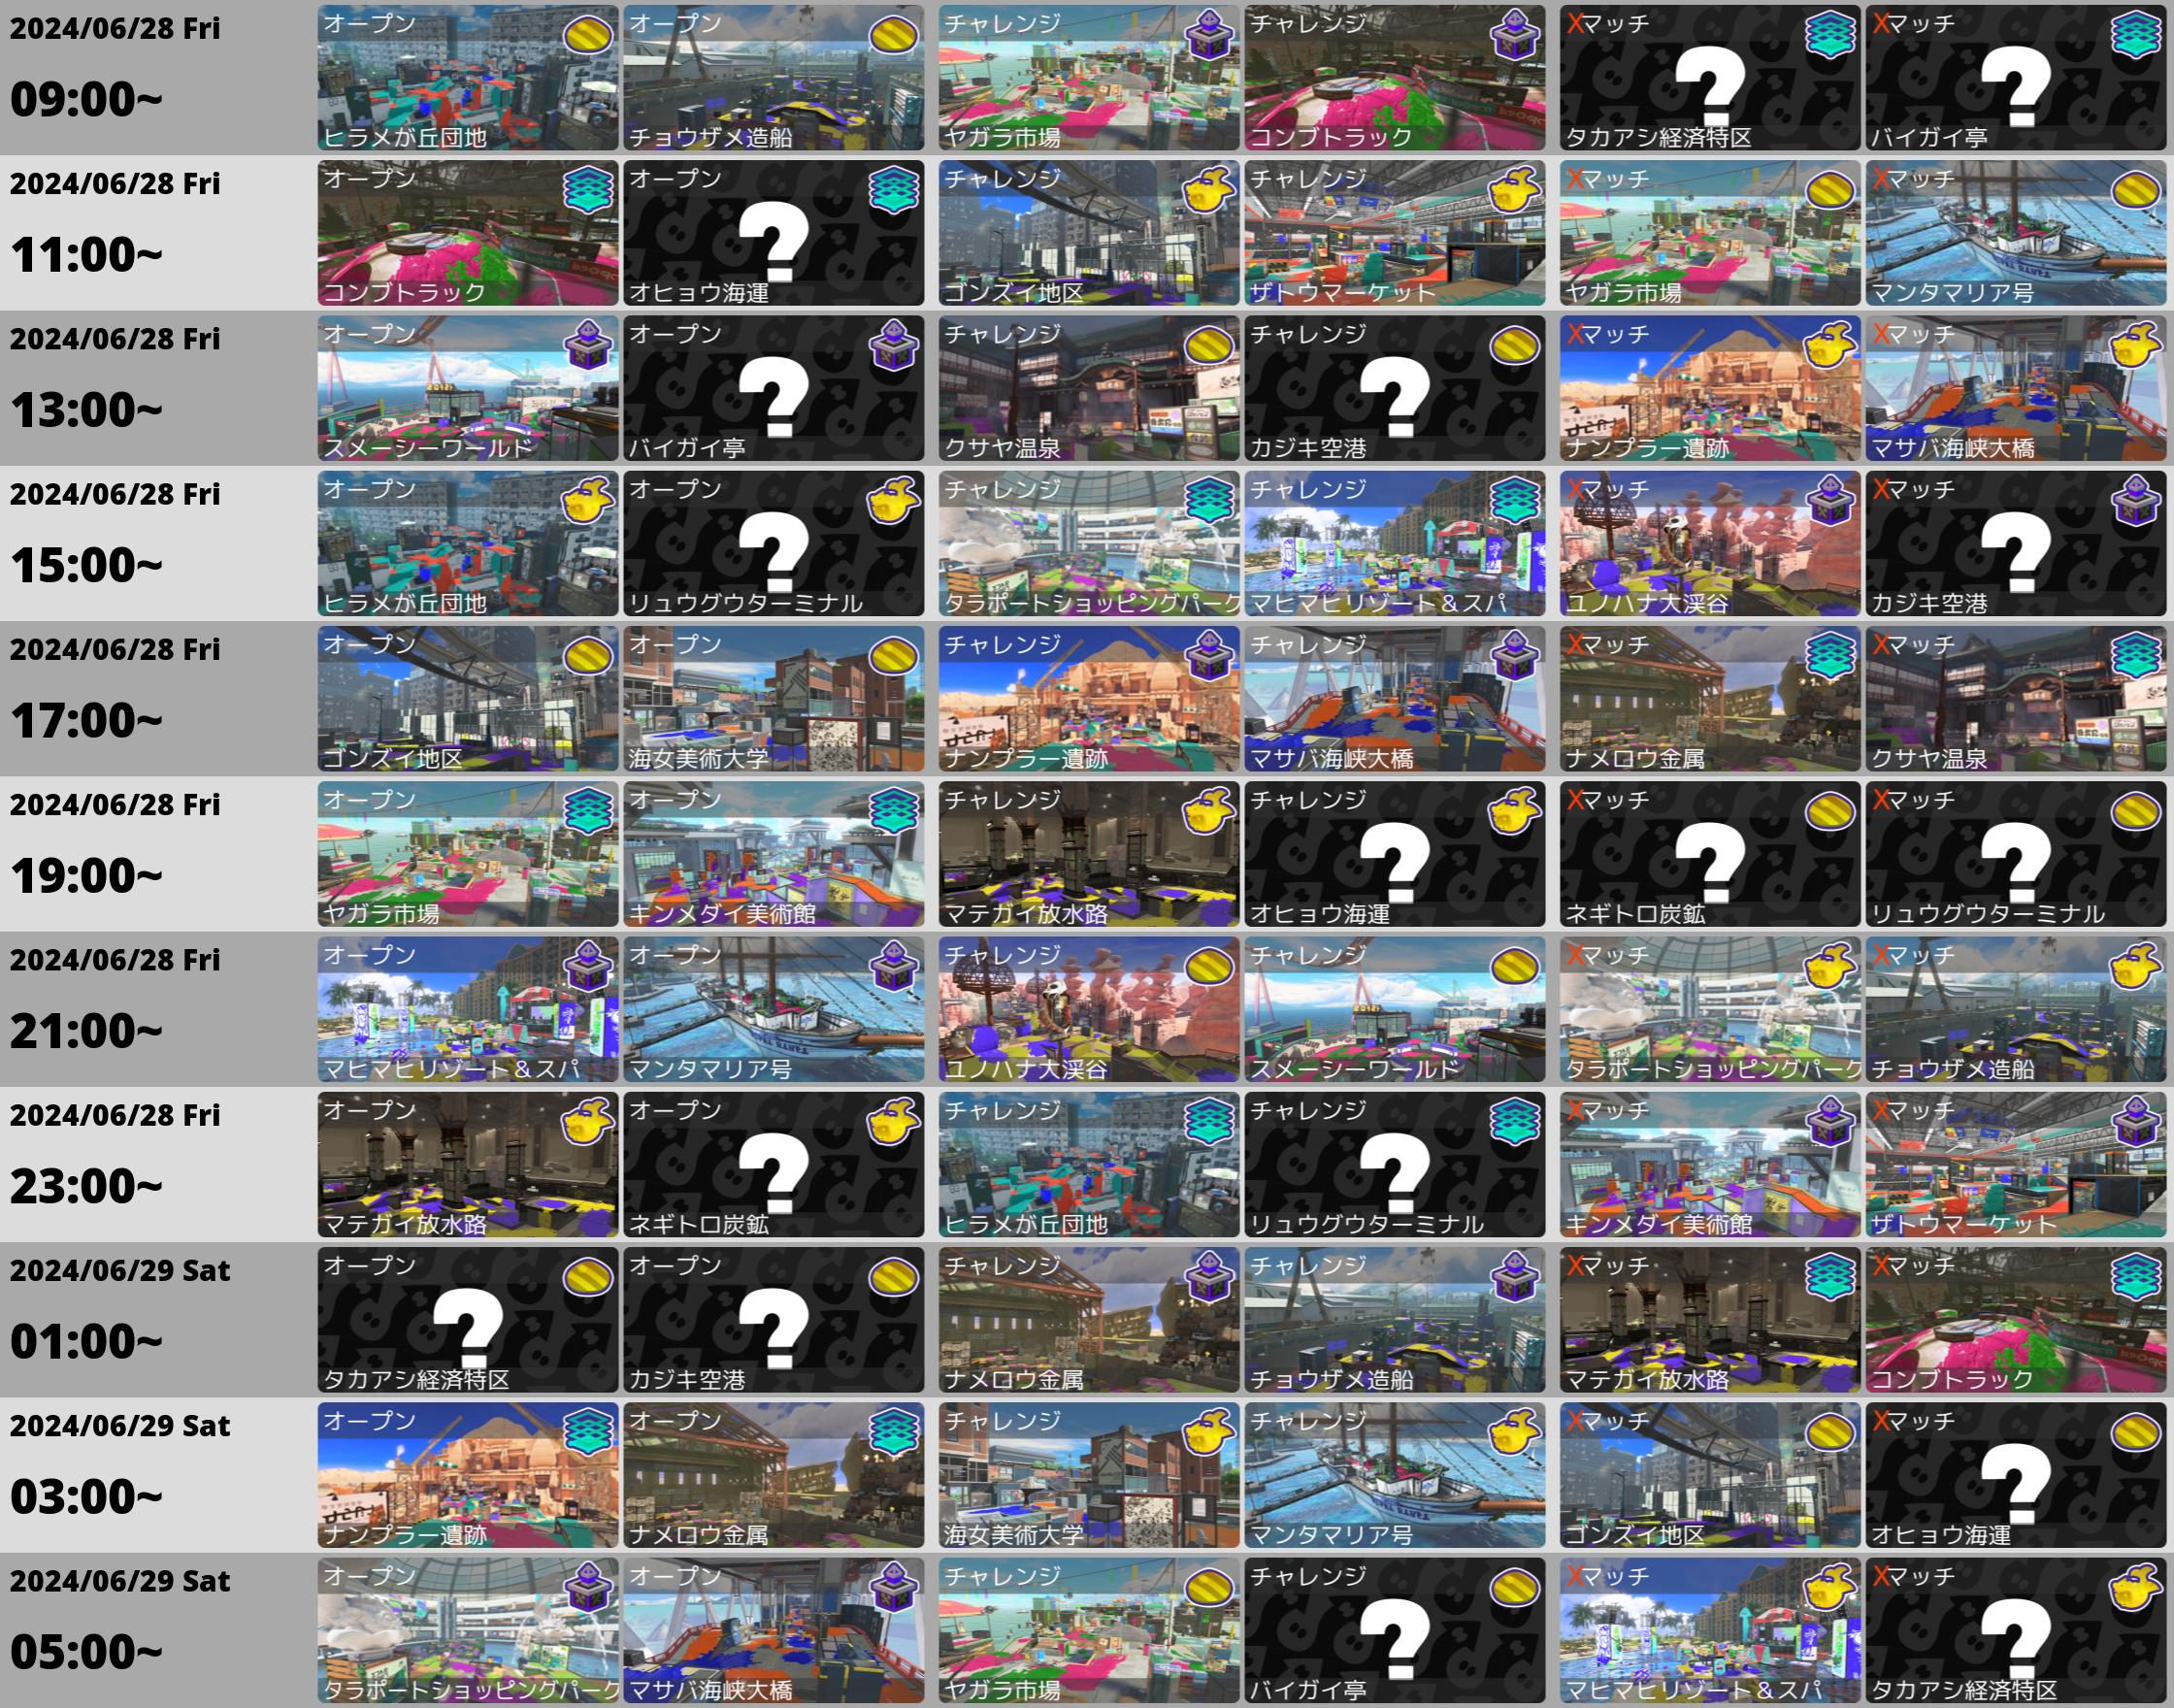 2024/06/28 Fri
09:00~
オープン
ヒラメが丘団地
オープン
チョウザメ造船
チャレンジ
ヤガラ市場
チャレンジ
コンブトラック
Xマッチ
タカアシ経済特区
Xマッチ
バイガイ亭
2024/06/28 Fri
11:00~
オープン
コンブトラック
オープン
オヒョウ海運
チャレンジ
ゴンズイ地区
チャレンジ
ザトウマーケット
Xマッチ
ヤガラ市場
Xマッチ
マンタマリア号
2024/06/28 Fri
13:00~
オープン
スメーシーワールド
オープン
バイガイ亭
チャレンジ
クサヤ温泉
チャレンジ
カジキ空港
Xマッチ
ナンプラー遺跡
Xマッチ
マサバ海峡大橋
2024/06/28 Fri
15:00~
オープン
ヒラメが丘団地
オープン
リュウグウターミナル
チャレンジ
タラポートショッピングパーク
チャレンジ
マヒマヒリゾート&スパ
Xマッチ
ユノハナ大渓谷
Xマッチ
カジキ空港
2024/06/28 Fri
17:00~
オープン
ゴンズイ地区
オープン
海女美術大学
チャレンジ
ナンプラー遺跡
チャレンジ
マサバ海峡大橋
Xマッチ
ナメロウ金属
Xマッチ
クサヤ温泉
2024/06/28 Fri
19:00~
オープン
ヤガラ市場
オープン
キンメダイ美術館
チャレンジ
マテガイ放水路
チャレンジ
オヒョウ海運
Xマッチ
ネギトロ炭鉱
Xマッチ
リュウグウターミナル
2024/06/28 Fri
21:00~
オープン
マヒマヒリゾート&スパ
オープン
マンタマリア号
チャレンジ
ユノハナ大渓谷
チャレンジ
スメーシーワールド
Xマッチ
タラポートショッピングパーク
Xマッチ
チョウザメ造船
2024/06/28 Fri
23:00~
オープン
マテガイ放水路
オープン
ネギトロ炭鉱
チャレンジ
ヒラメが丘団地
チャレンジ
リュウグウターミナル
Xマッチ
キンメダイ美術館
Xマッチ
ザトウマーケット
2024/06/29 Sat
01:00~
オープン
タカアシ経済特区
オープン
カジキ空港
チャレンジ
ナメロウ金属
チャレンジ
チョウザメ造船
Xマッチ
マテガイ放水路
Xマッチ
コンブトラック
2024/06/29 Sat
03:00~
オープン
ナンプラー遺跡
オープン
ナメロウ金属
チャレンジ
海女美術大学
チャレンジ
マンタマリア号
Xマッチ
ゴンズイ地区
Xマッチ
オヒョウ海運
2024/06/29 Sat
05:00~
オープン
タラポートショッピングパーク
オープン
マサバ海峡大橋
チャレンジ
ヤガラ市場
チャレンジ
バイガイ亭
Xマッチ
マヒマヒリゾート&スパ
Xマッチ
タカアシ経済特区